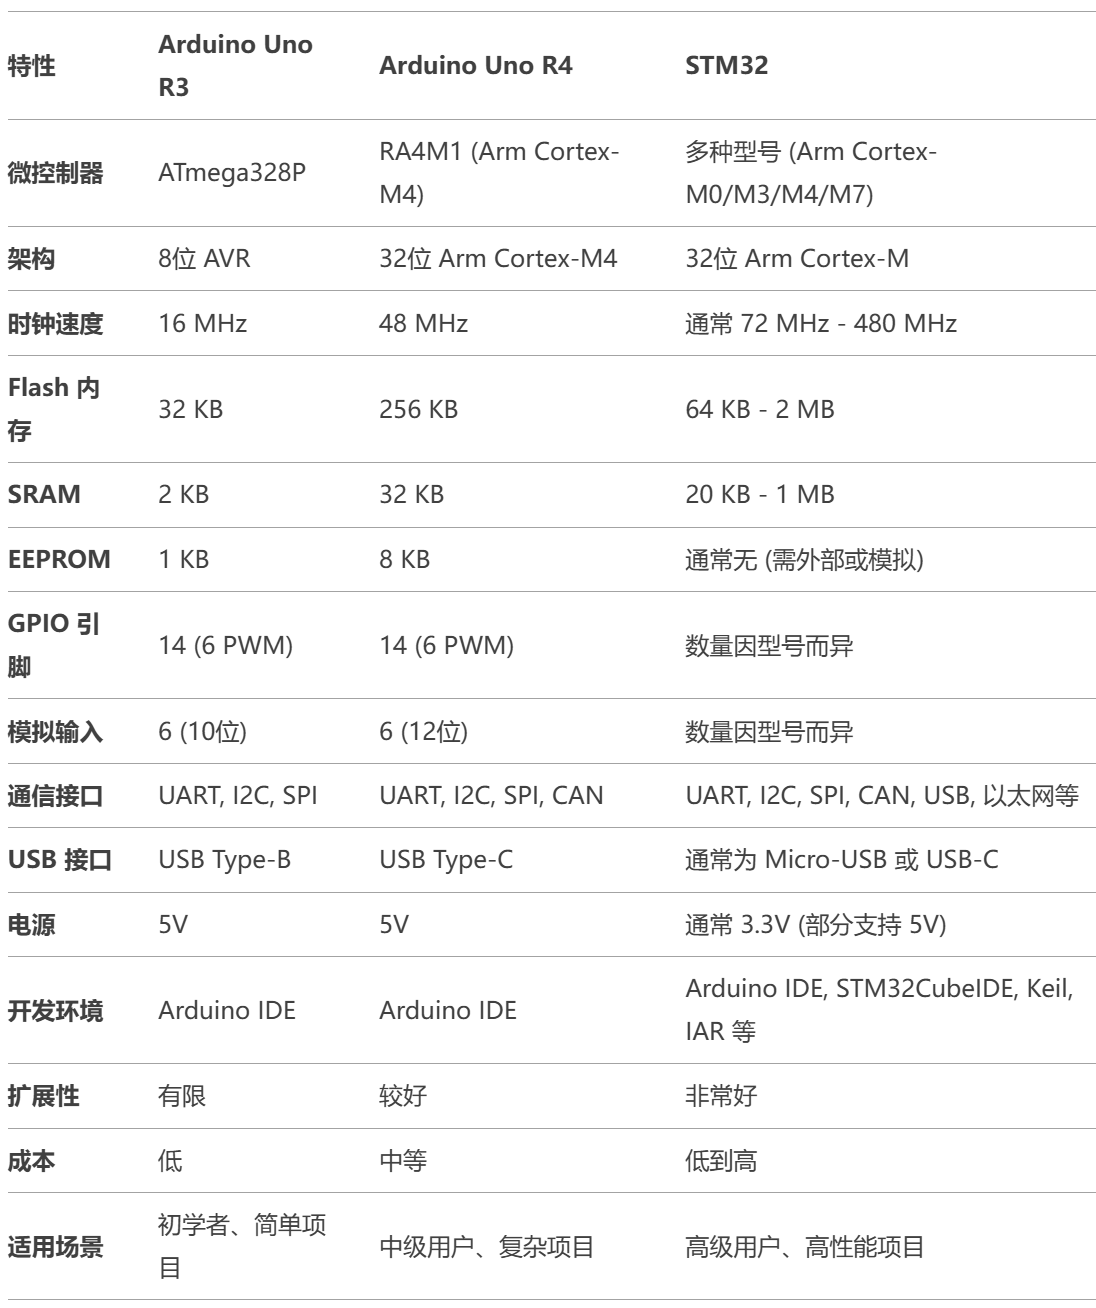 特性 Arduino Uno R3 Arduino Uno R4 STM32
微控制器 ATmega328P RA4M1 (Arm Cortex-M4) 多种型号 (Arm Cortex-M0/M3/M4/M7)
架构 8位 AVR 32位 Arm Cortex-M4 32位 Arm Cortex-M
时钟速度 16 MHz 48 MHz 通常 72 MHz - 480 MHz
Flash 内存 32 KB 256 KB 64 KB - 2 MB
SRAM 2 KB 32 KB 20 KB - 1 MB
EEPROM 1 KB 8 KB 通常无 (需外部或模拟)
GPIO 引脚 14 (6 PWM) 14 (6 PWM) 数量因型号而异
模拟输入 6 (10位) 6 (12位) 数量因型号而异
通信接口 UART, I2C, SPI UART, I2C, SPI, CAN UART, I2C, SPI, CAN, USB, 以太网等
USB 接口 USB Type-B USB Type-C 通常为 Micro-USB 或 USB-C
电源 5V 5V 通常 3.3V (部分支持 5V)
开发环境 Arduino IDE Arduino IDE Arduino IDE, STM32CubeIDE, Keil, IAR 等
扩展性 有限 较好 非常好
成本 低 中等 低到高
适用场景 初学者、简单项目 中级用户、复杂项目 高级用户、高性能项目